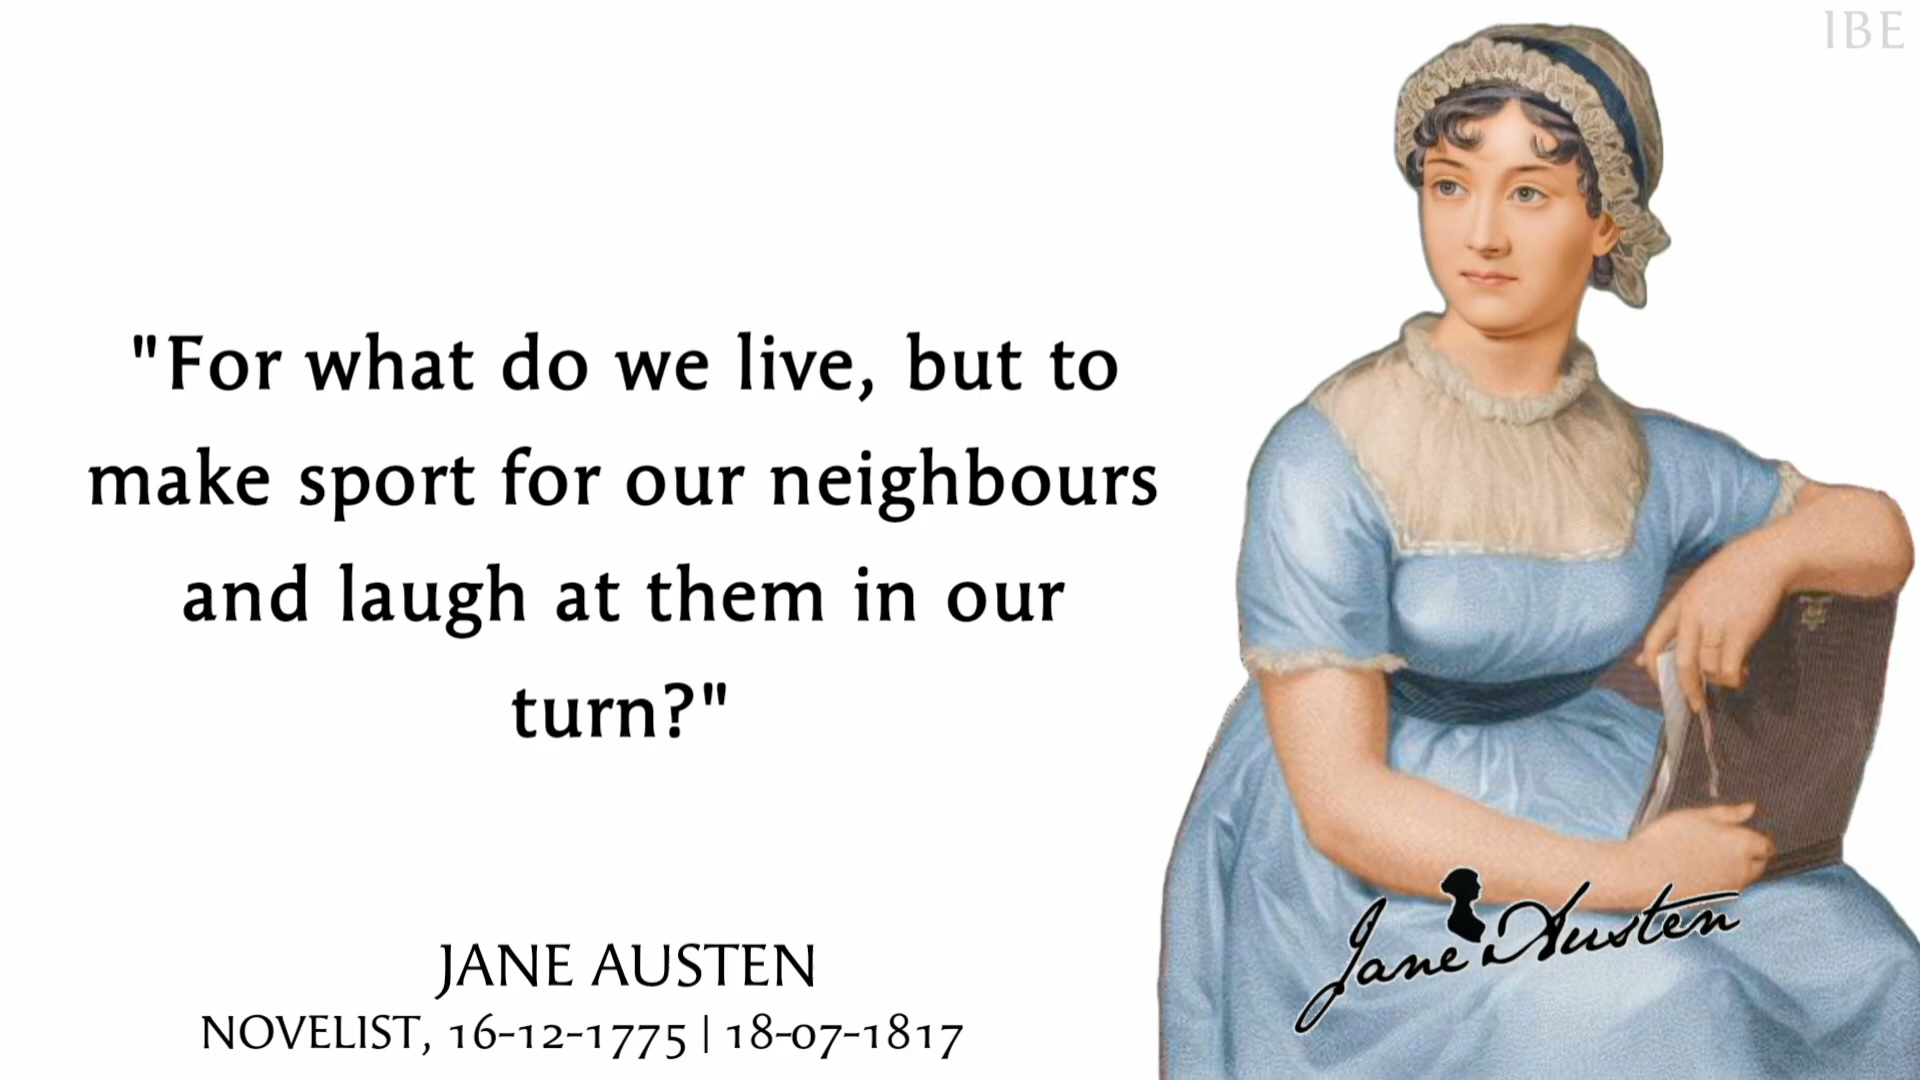 IBE
"For what do we live, but to
make sport for our neighbours
and laugh at them in our
turn?"
JANE AUSTEN
NOVELIST, 16-12-1775 | 18-07-1817
Jane Austen